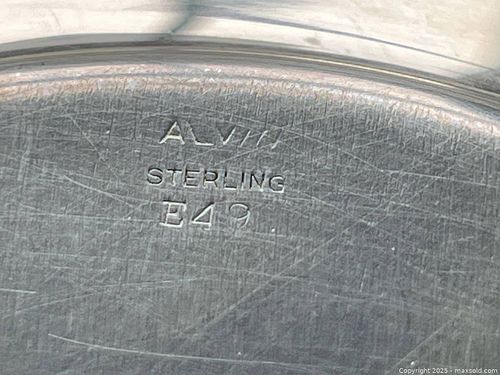 ALVIN
STERLING
E49
Copyright 2025 - maxsold.com